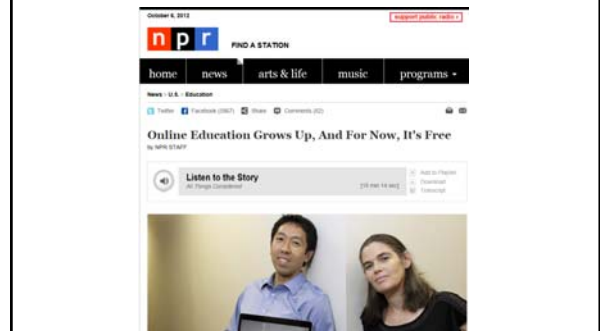 October 6, 2012
support public radio ›
npr
FIND A STATION
home news arts & life music programs
News › U.S. › Education
Twitter Facebook (3967) Share Comments (62)
Online Education Grows Up, And For Now, It's Free
by NPR STAFF
Listen to the Story
All Things Considered
[10 min 14 sec]
Add to Playlist
Download
Transcript